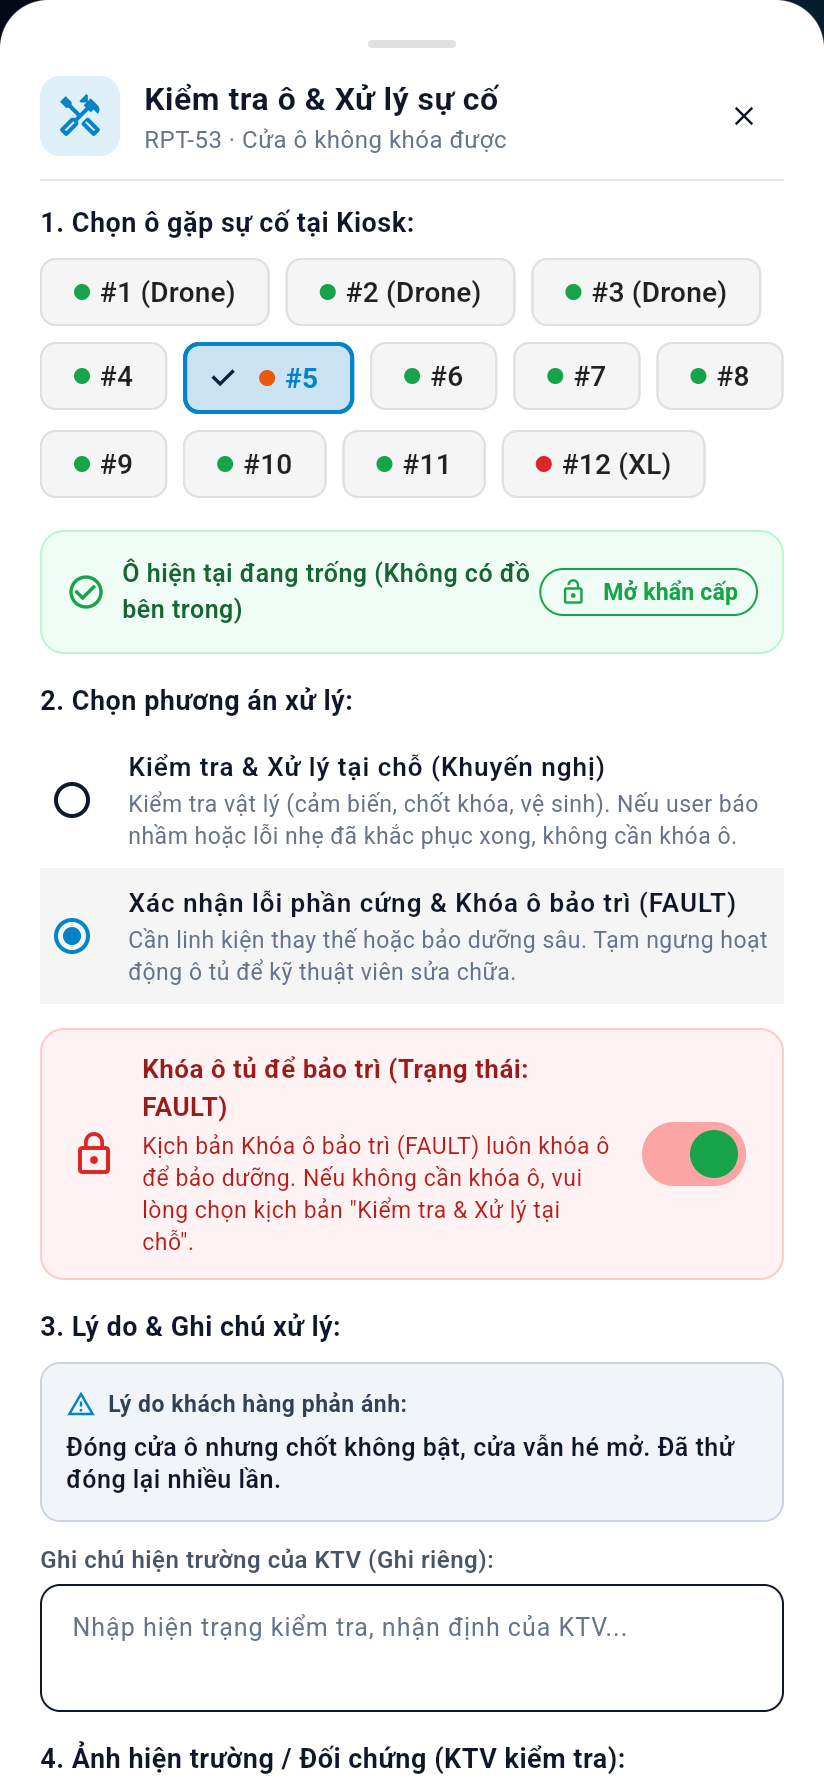 Kiểm tra ô & Xử lý sự cố
RPT-53 · Cửa ô không khóa được
1. Chọn ô gặp sự cố tại Kiosk:
#1 (Drone)
#2 (Drone)
#3 (Drone)
#4
#5
#6
#7
#8
#9
#10
#11
#12 (XL)
Ô hiện tại đang trống (Không có đồ
bên trong)
Mở khẩn cấp
2. Chọn phương án xử lý:
Kiểm tra & Xử lý tại chỗ (Khuyến nghị)
Kiểm tra vật lý (cảm biến, chốt khóa, vệ sinh). Nếu user báo
nhầm hoặc lỗi nhẹ đã khắc phục xong, không cần khóa ô.
Xác nhận lỗi phần cứng & Khóa ô bảo trì (FAULT)
Cần linh kiện thay thế hoặc bảo dưỡng sâu. Tạm ngưng hoạt
động ô tủ để kỹ thuật viên sửa chữa.
Khóa ô tủ để bảo trì (Trạng thái:
FAULT)
Kịch bản Khóa ô bảo trì (FAULT) luôn khóa ô
để bảo dưỡng. Nếu không cần khóa ô, vui
lòng chọn kịch bản "Kiểm tra & Xử lý tại
chỗ".
3. Lý do & Ghi chú xử lý:
Lý do khách hàng phản ánh:
Đóng cửa ô nhưng chốt không bật, cửa vẫn hé mở. Đã thử
đóng lại nhiều lần.
Ghi chú hiện trường của KTV (Ghi riêng):
Nhập hiện trạng kiểm tra, nhận định của KTV...
4. Ảnh hiện trường / Đối chứng (KTV kiểm tra):